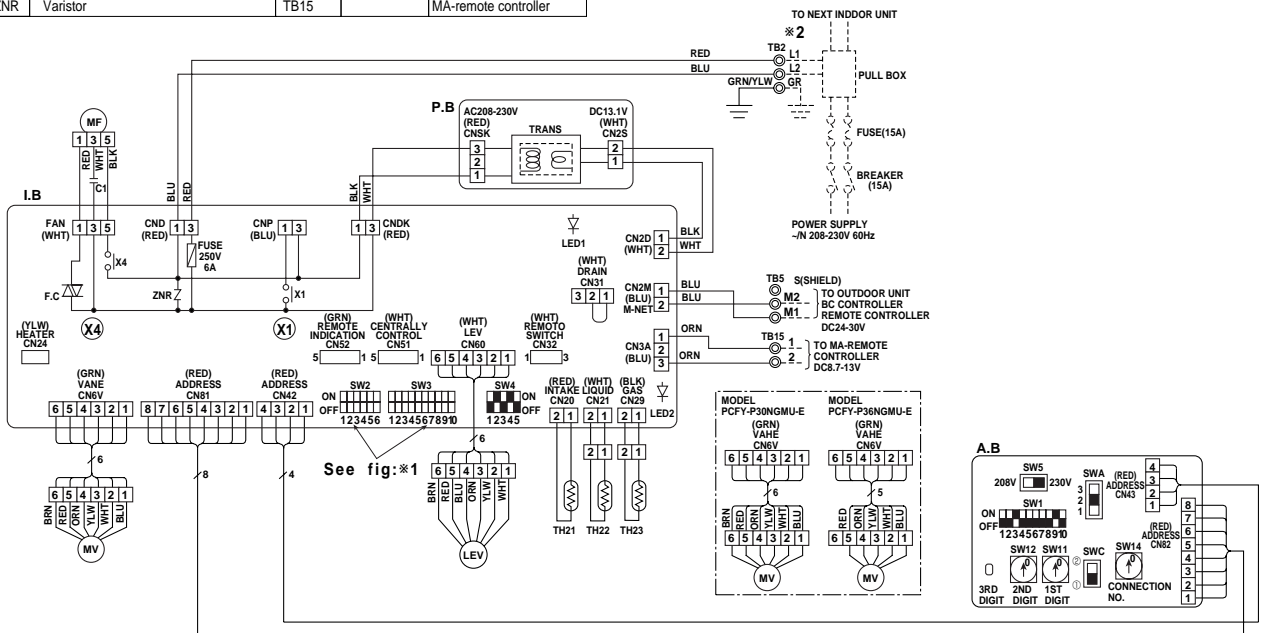 ZNR Varistor TB15 MA-remote controller
TO NEXT INDDOR UNIT
※2
TB2
RED
L1
BLU
L2
GRN/YLW
GR
PULL BOX
FUSE(15A)
BREAKER
(15A)
POWER SUPPLY
~/N 208-230V 60Hz
P.B
AC208-230V
(RED)
CNSK
3
2
1
TRANS
DC13.1V
(WHT)
CN2S
2
1
MF
1 3 5
RED
WHT
BLK
C1
BLU
RED
BLK
WHT
I.B
FAN
(WHT)
1 3 5
CND
(RED)
1 3
CNP
(BLU)
1 3
1 3
CNDK
(RED)
X4
FUSE
250V
6A
F.C
ZNR
X1
X4
X1
LED1
(WHT)
DRAIN
CN31
3 2 1
CN2D
(WHT)
1
2
BLK
WHT
CN2M
(BLU)
M-NET
1
2
BLU
BLU
TB5
S(SHIELD)
M2
M1
TO OUTDOOR UNIT
BC CONTROLLER
REMOTE CONTROLLER
DC24-30V
CN3A
(BLU)
1
2
3
ORN
ORN
TB15
1
2
TO MA-REMOTE
CONTROLLER
DC8.7-13V
(YLW)
HEATER
CN24
(GRN)
REMOTE
INDICATION
CN52
5 1
(WHT)
CENTRALLY
CONTROL
CN51
5 1
(WHT)
LEV
CN60
6 5 4 3 2 1
(WHT)
REMOTO
SWITCH
CN32
1 3
(GRN)
VANE
CN6V
6 5 4 3 2 1
(RED)
ADDRESS
CN81
8 7 6 5 4 3 2 1
(RED)
ADDRESS
CN42
4 3 2 1
SW2
ON
OFF
123456
SW3
12345678910
SW4
ON
OFF
12345
(RED)
INTAKE
CN20
2 1
(WHT)
LIQUID
CN21
2 1
(BLK)
GAS
CN29
2 1
LED2
2 1
2 1
TH21
TH22
TH23
See fig:※1
6
8
4
6
6 5 4 3 2 1
BRN
RED
ORN
YLW
WHT
BLU
MV
6 5 4 3 2 1
BRN
RED
BLU
ORN
YLW
WHT
LEV
MODEL
PCFY-P30NGMU-E
(GRN)
VAHE
CN6V
6 5 4 3 2 1
6
BRN
RED
ORN
YLW
WHT
BLU
6 5 4 3 2 1
MV
MODEL
PCFY-P36NGMU-E
(GRN)
VAHE
CN6V
6 5 4 3 2 1
5
RED
ORN
YLW
WHT
BLU
6 5 4 3 2 1
MV
A.B
SW5
208V 230V
SWA
3
2
1
(RED)
ADDRESS
CN43
4
3
2
1
SW1
ON
OFF
12345678910
(RED)
ADDRESS
CN82
8
7
6
5
4
3
2
1
SW12
0
SW11
0
SWC
②
①
SW14
0
3RD
DIGIT
2ND
DIGIT
1ST
DIGIT
CONNECTION
NO.